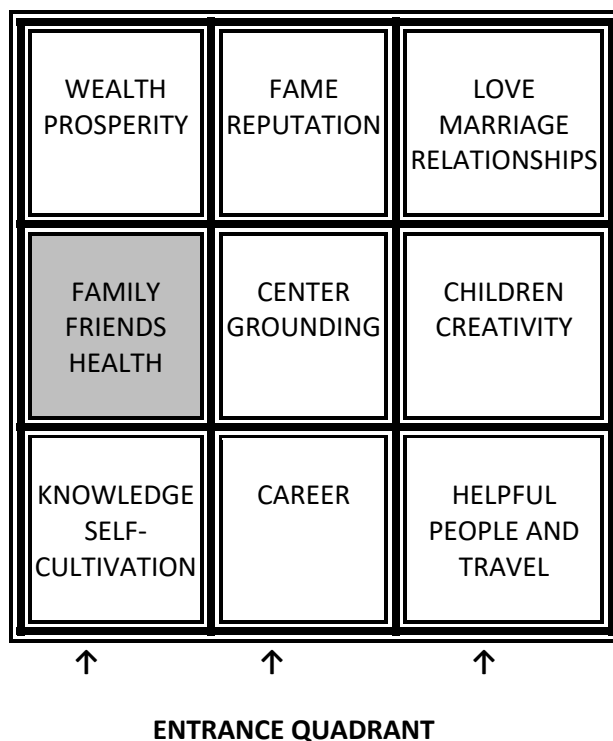 WEALTH
PROSPERITY
FAME
REPUTATION
LOVE
MARRIAGE
RELATIONSHIPS
FAMILY
FRIENDS
HEALTH
CENTER
GROUNDING
CHILDREN
CREATIVITY
KNOWLEDGE
SELF-
CULTIVATION
CAREER
HELPFUL
PEOPLE AND
TRAVEL
↑ ↑ ↑
ENTRANCE QUADRANT